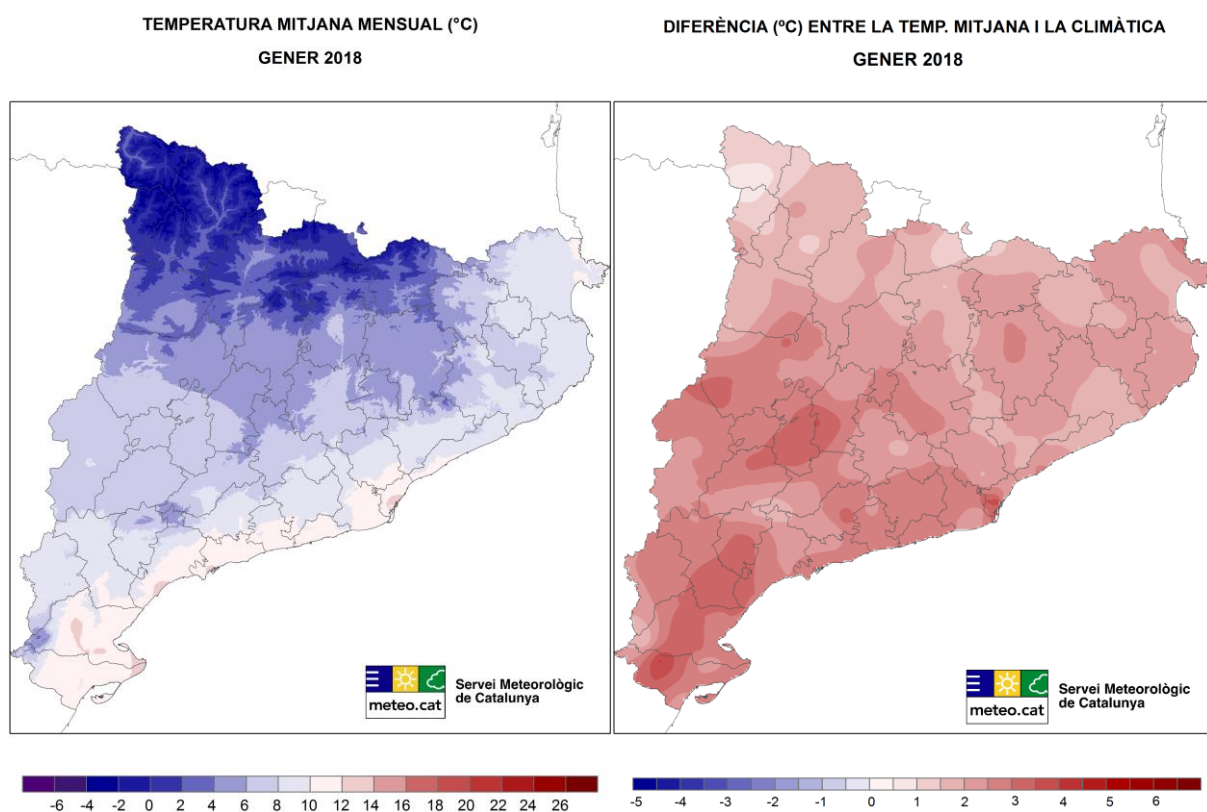 TEMPERATURA MITJANA MENSUAL (°C)
GENER 2018
DIFERÈNCIA (ºC) ENTRE LA TEMP. MITJANA I LA CLIMÀTICA
GENER 2018
meteo.cat
Servei Meteorològic
de Catalunya
meteo.cat
Servei Meteorològic
de Catalunya
-6 -4 -2 0 2 4 6 8 10 12 14 16 18 20 22 24 26
-5 -4 -3 -2 -1 0 1 2 3 4 5